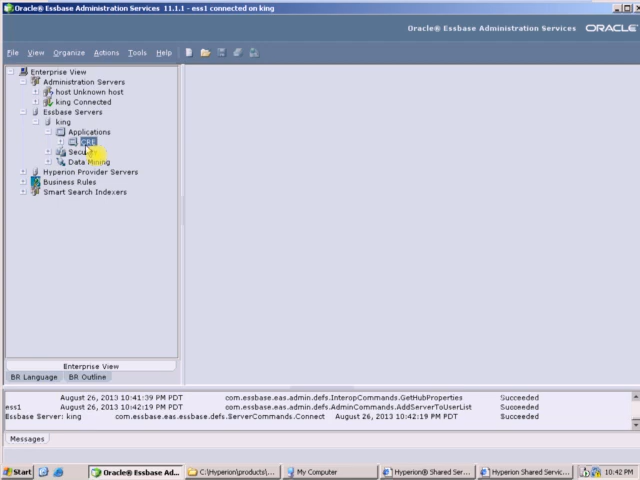 Oracle® Essbase Administration Services 11.1.1 - ess1 connected on king
Oracle® Essbase Administration Services ORACLE
File View Organize Actions Tools Help
Enterprise View
Administration Servers
host Unknown host
king Connected
Essbase Servers
king
Applications
CRE
Data Mining
Hyperion Provider Servers
Business Rules
Smart Search Indexers
Enterprise View
BR Language BR Outline
August 26, 2013 10:41:39 PM PDT com.essbase.eas.admin.defs.InteropCommands.GetHubProperties Succeeded
ess1 August 26, 2013 10:42:19 PM PDT com.essbase.eas.admin.defs.AdminCommands.AddServerToUserList Succeeded
Essbase Server: king com.essbase.eas.essbase.defs.ServerCommands.Connect August 26, 2013 10:42:19 PM PDT Succeeded
Messages
Start Oracle® Essbase Ad... C:\Hyperion\products\... My Computer Hyperion® Shared Ser... Hyperion Shared Servic... 10:42 PM